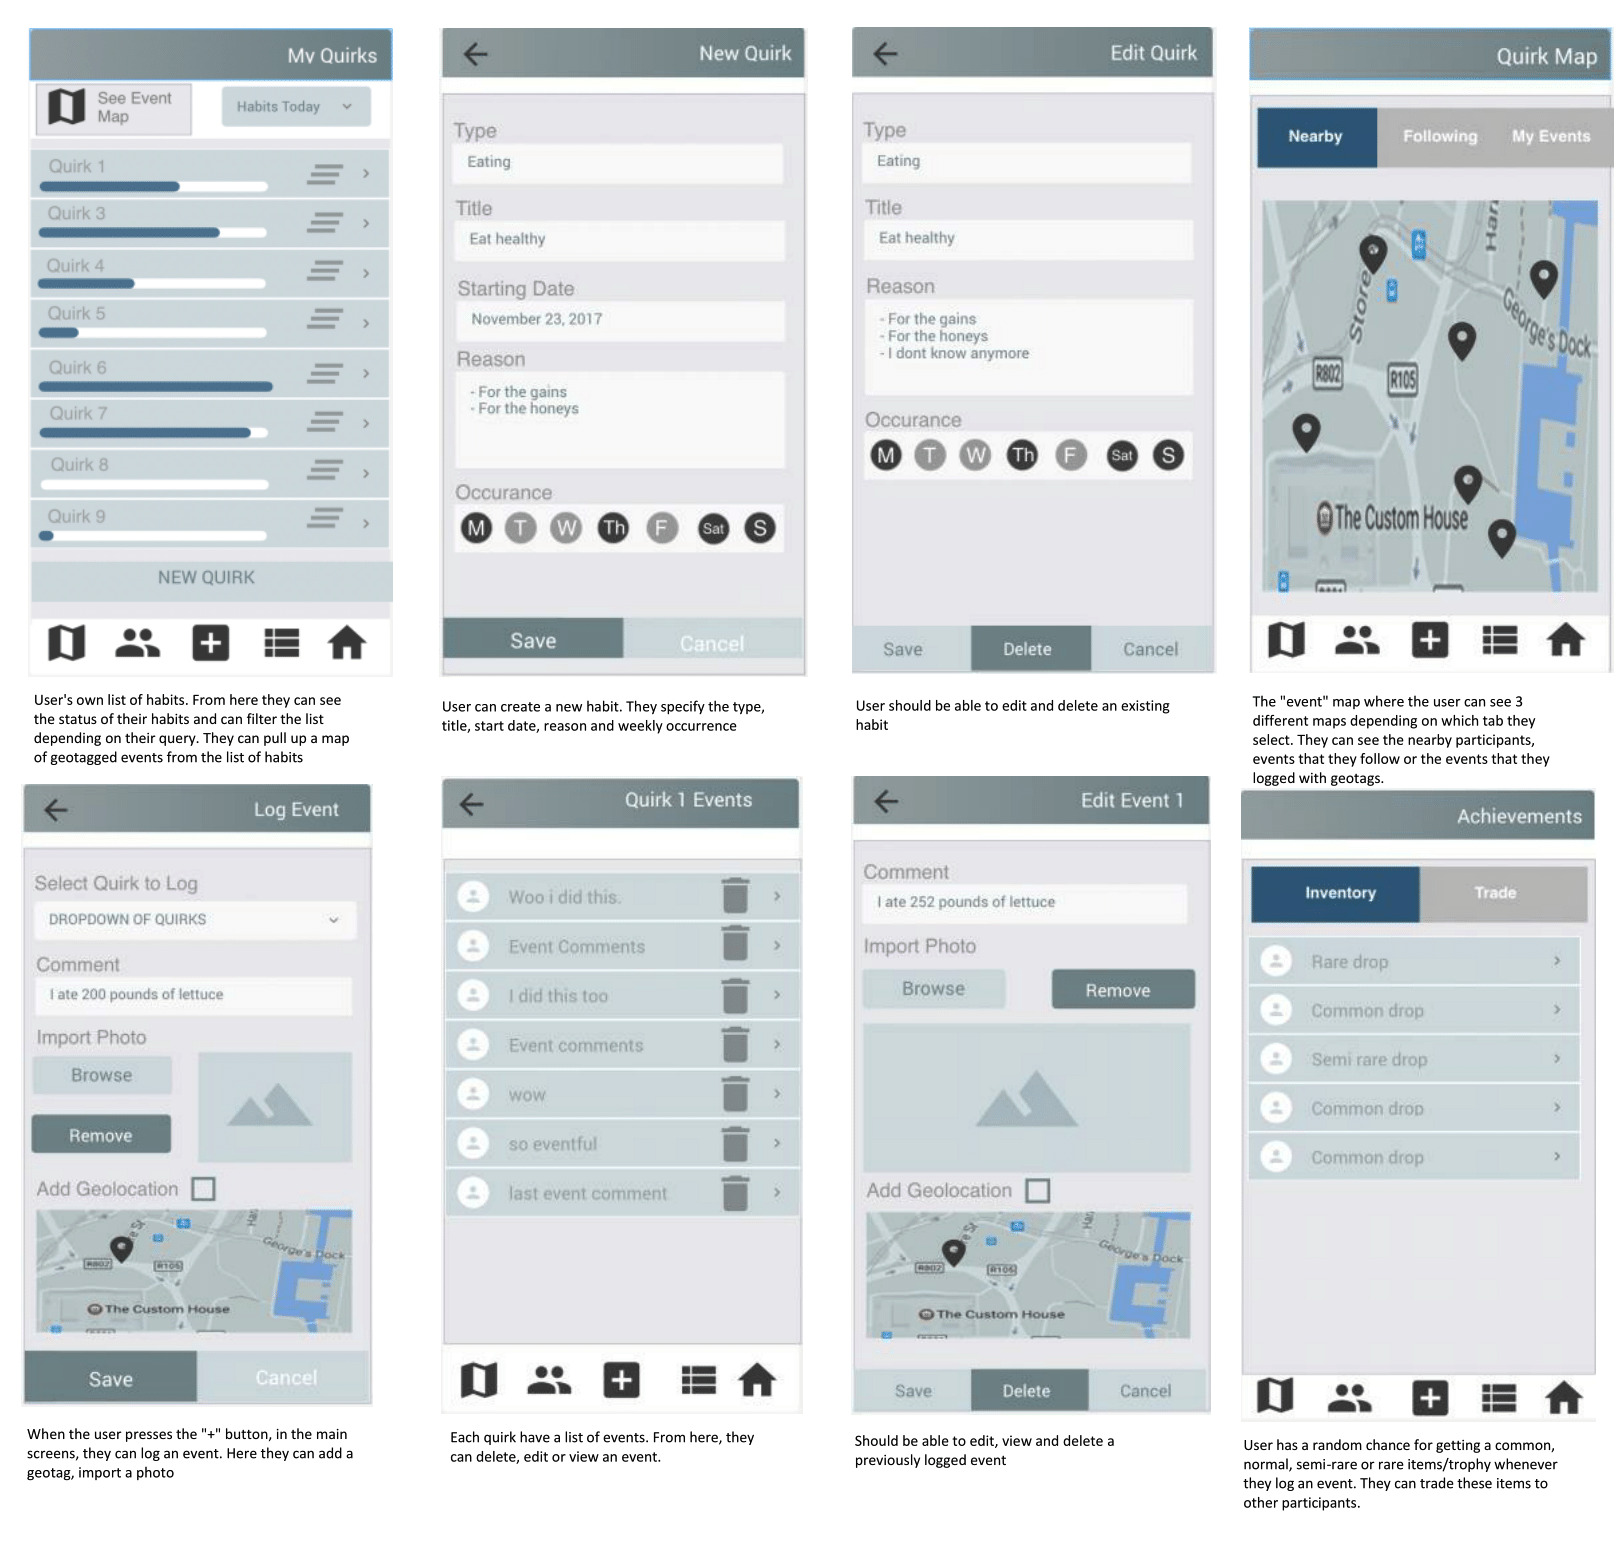 My Quirks
See Event
Map
Habits Today
Quirk 1
Quirk 3
Quirk 4
Quirk 5
Quirk 6
Quirk 7
Quirk 8
Quirk 9
NEW QUIRK
User's own list of habits. From here they can see
the status of their habits and can filter the list
depending on their query. They can pull up a map
of geotagged events from the list of habits
New Quirk
Type
Eating
Title
Eat healthy
Starting Date
November 23, 2017
Reason
- For the gains
- For the honeys
Occurance
M T W Th F Sat S
Save Cancel
User can create a new habit. They specify the type,
title, start date, reason and weekly occurrence
Edit Quirk
Type
Eating
Title
Eat healthy
Reason
- For the gains
- For the honeys
- I dont know anymore
Occurance
M T W Th F Sat S
Save Delete Cancel
User should be able to edit and delete an existing
habit
Quirk Map
Nearby Following My Events
Store
Han
George's Dock
R802
R105
The Custom House
The "event" map where the user can see 3
different maps depending on which tab they
select. They can see the nearby participants,
events that they follow or the events that they
logged with geotags.
Log Event
Select Quirk to Log
DROPDOWN OF QUIRKS
Comment
I ate 200 pounds of lettuce
Import Photo
Browse
Remove
Add Geolocation
George's Dock
R802
R105
The Custom House
Save Cancel
When the user presses the "+" button, in the main
screens, they can log an event. Here they can add a
geotag, import a photo
Quirk 1 Events
Woo i did this.
Event Comments
I did this too
Event comments
wow
so eventful
last event comment
Each quirk have a list of events. From here, they
can delete, edit or view an event.
Edit Event 1
Comment
I ate 252 pounds of lettuce
Import Photo
Browse Remove
Add Geolocation
George's Dock
R802
R105
The Custom House
Save Delete Cancel
Should be able to edit, view and delete a
previously logged event
Achievements
Inventory Trade
Rare drop
Common drop
Semi rare drop
Common drop
Common drop
User has a random chance for getting a common,
normal, semi-rare or rare items/trophy whenever
they log an event. They can trade these items to
other participants.